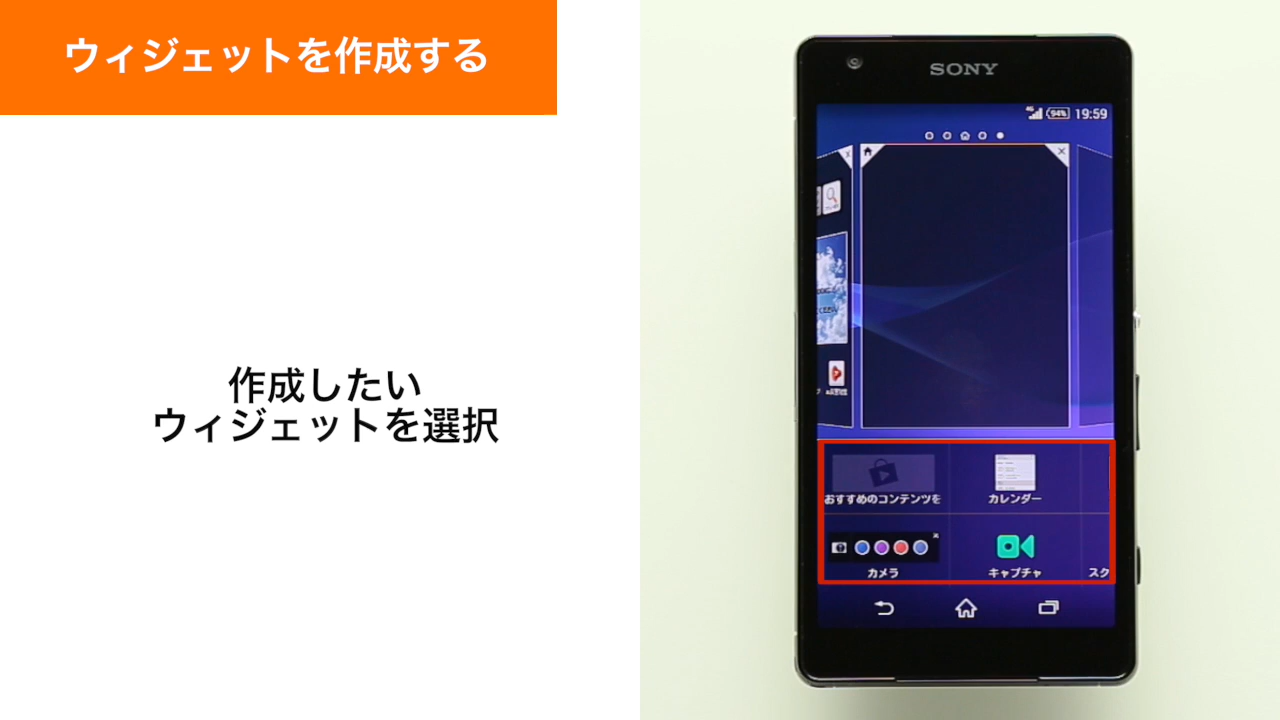 ウィジェットを作成する
作成したい
ウィジェットを選択
SONY
4G
94%
19:59
おすすめのコンテンツを
カレンダー
カメラ
キャプチャ
スク